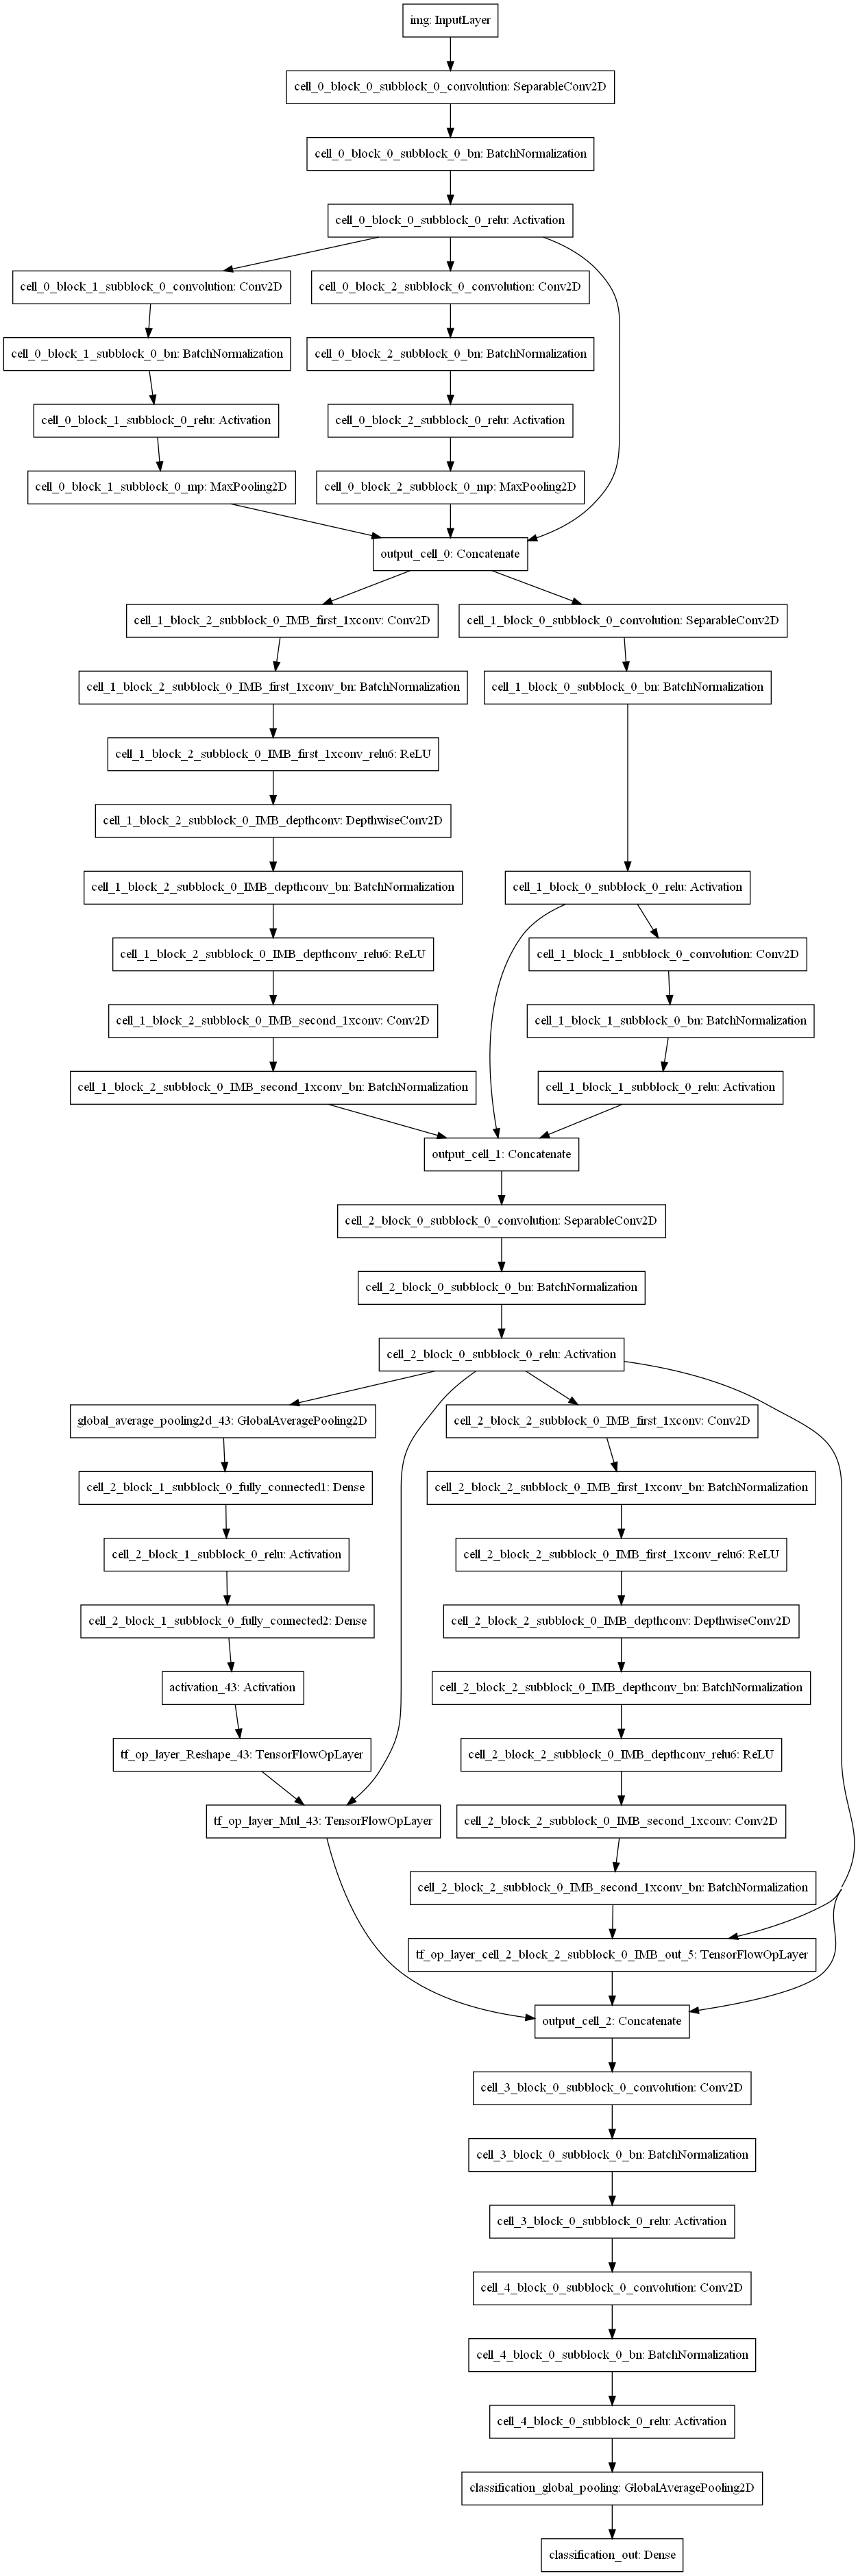 img: InputLayer
cell_0_block_0_subblock_0_convolution: SeparableConv2D
cell_0_block_0_subblock_0_bn: BatchNormalization
cell_0_block_0_subblock_0_relu: Activation
cell_0_block_1_subblock_0_convolution: Conv2D
cell_0_block_2_subblock_0_convolution: Conv2D
cell_0_block_1_subblock_0_bn: BatchNormalization
cell_0_block_2_subblock_0_bn: BatchNormalization
cell_0_block_1_subblock_0_relu: Activation
cell_0_block_2_subblock_0_relu: Activation
cell_0_block_1_subblock_0_mp: MaxPooling2D
cell_0_block_2_subblock_0_mp: MaxPooling2D
output_cell_0: Concatenate
cell_1_block_2_subblock_0_IMB_first_1xconv: Conv2D
cell_1_block_0_subblock_0_convolution: SeparableConv2D
cell_1_block_2_subblock_0_IMB_first_1xconv_bn: BatchNormalization
cell_1_block_0_subblock_0_bn: BatchNormalization
cell_1_block_2_subblock_0_IMB_first_1xconv_relu6: ReLU
cell_1_block_2_subblock_0_IMB_depthconv: DepthwiseConv2D
cell_1_block_2_subblock_0_IMB_depthconv_bn: BatchNormalization
cell_1_block_0_subblock_0_relu: Activation
cell_1_block_2_subblock_0_IMB_depthconv_relu6: ReLU
cell_1_block_1_subblock_0_convolution: Conv2D
cell_1_block_2_subblock_0_IMB_second_1xconv: Conv2D
cell_1_block_1_subblock_0_bn: BatchNormalization
cell_1_block_2_subblock_0_IMB_second_1xconv_bn: BatchNormalization
cell_1_block_1_subblock_0_relu: Activation
output_cell_1: Concatenate
cell_2_block_0_subblock_0_convolution: SeparableConv2D
cell_2_block_0_subblock_0_bn: BatchNormalization
cell_2_block_0_subblock_0_relu: Activation
global_average_pooling2d_43: GlobalAveragePooling2D
cell_2_block_2_subblock_0_IMB_first_1xconv: Conv2D
cell_2_block_1_subblock_0_fully_connected1: Dense
cell_2_block_2_subblock_0_IMB_first_1xconv_bn: BatchNormalization
cell_2_block_1_subblock_0_relu: Activation
cell_2_block_2_subblock_0_IMB_first_1xconv_relu6: ReLU
cell_2_block_1_subblock_0_fully_connected2: Dense
cell_2_block_2_subblock_0_IMB_depthconv: DepthwiseConv2D
activation_43: Activation
cell_2_block_2_subblock_0_IMB_depthconv_bn: BatchNormalization
tf_op_layer_Reshape_43: TensorFlowOpLayer
cell_2_block_2_subblock_0_IMB_depthconv_relu6: ReLU
tf_op_layer_Mul_43: TensorFlowOpLayer
cell_2_block_2_subblock_0_IMB_second_1xconv: Conv2D
cell_2_block_2_subblock_0_IMB_second_1xconv_bn: BatchNormalization
tf_op_layer_cell_2_block_2_subblock_0_IMB_out_5: TensorFlowOpLayer
output_cell_2: Concatenate
cell_3_block_0_subblock_0_convolution: Conv2D
cell_3_block_0_subblock_0_bn: BatchNormalization
cell_3_block_0_subblock_0_relu: Activation
cell_4_block_0_subblock_0_convolution: Conv2D
cell_4_block_0_subblock_0_bn: BatchNormalization
cell_4_block_0_subblock_0_relu: Activation
classification_global_pooling: GlobalAveragePooling2D
classification_out: Dense